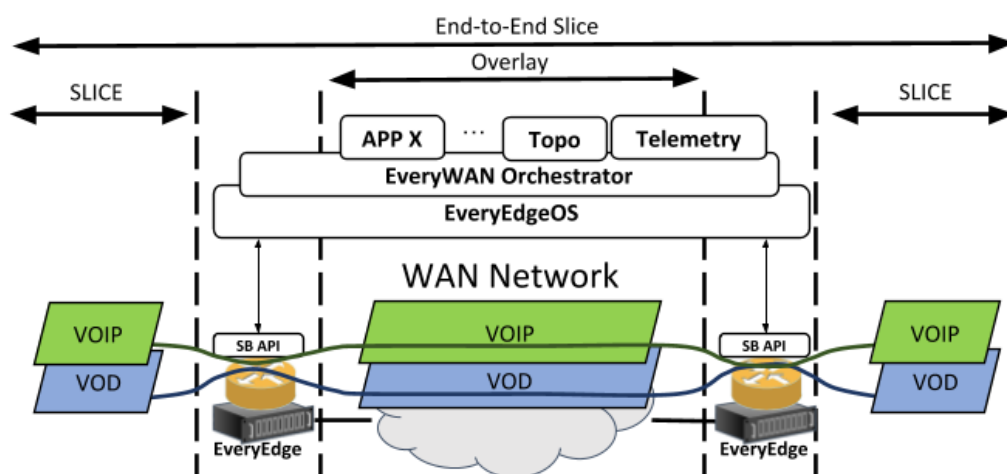 End-to-End Slice
Overlay
SLICE
SLICE
APP X
...
Topo
Telemetry
EveryWAN Orchestrator
EveryEdgeOS
WAN Network
VOIP
VOIP
VOIP
SB API
SB API
VOD
VOD
VOD
EveryEdge
EveryEdge